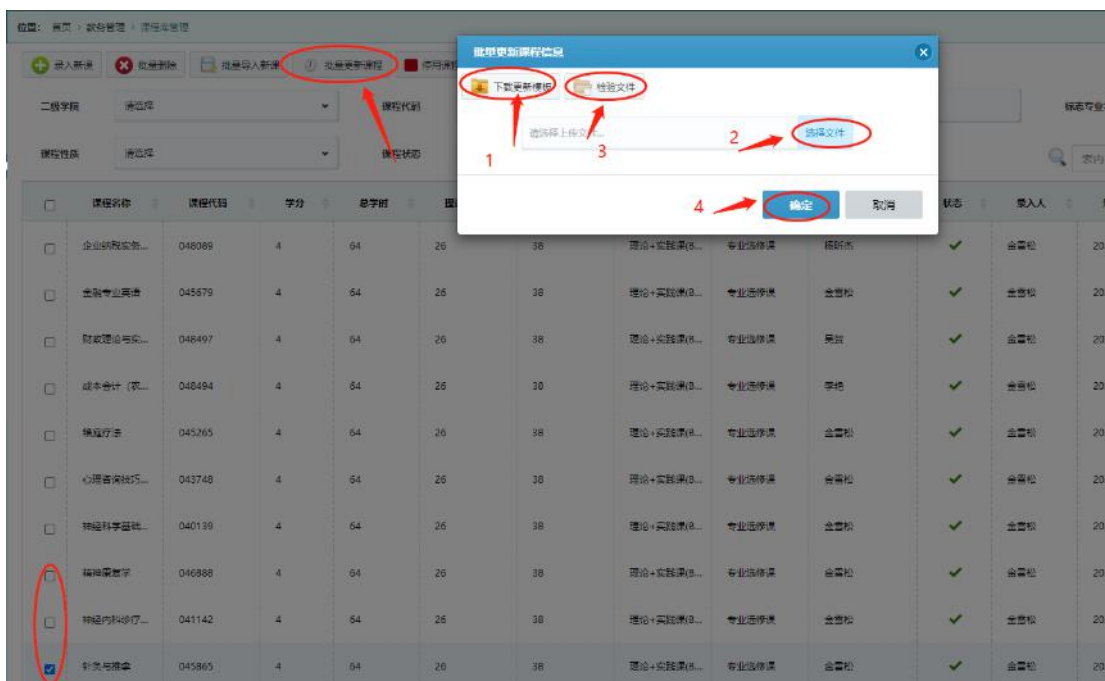 位置: 首页 > 教务管理 > 课程库管理
录入新课 批量删除 批量导入新课 批量更新课程 停用课
批量更新课程信息
下载更新模板 检验文件
二级学院 请选择 课程代码 标志专业
请选择上传文件... 选择文件
1 3 2
课程性质 请选择 课程状态
4 确定 取消
课程名称 课程代码 学分 总学时 理 状态 录入人
企业纳税实务... 048089 4 64 26 38 理论+实践课(B... 专业选修课 杨昕杰 金雪松 20
金融专业英语 045679 4 64 26 38 理论+实践课(B... 专业选修课 金雪松 金雪松 20
财政理论与实... 048497 4 64 26 38 理论+实践课(B... 专业选修课 金雪松 20
成本会计（农... 048494 4 64 26 38 理论+实践课(B... 专业选修课 李艳 金雪松 20
箱庭疗法 045265 4 64 26 38 理论+实践课(B... 专业选修课 金雪松 金雪松 20
心理咨询技巧... 043748 4 64 26 38 理论+实践课(B... 专业选修课 金雪松 金雪松 20
神经科学基础... 040139 4 64 26 38 理论+实践课(B... 专业选修课 金雪松 金雪松 20
精神康复学 046888 4 64 26 38 理论+实践课(B... 专业选修课 金雪松 金雪松 20
神经内科诊疗... 041142 4 64 26 38 理论+实践课(B... 专业选修课 金雪松 金雪松 20
针灸与推拿 045865 4 64 26 38 理论+实践课(B... 专业选修课 金雪松 金雪松 20